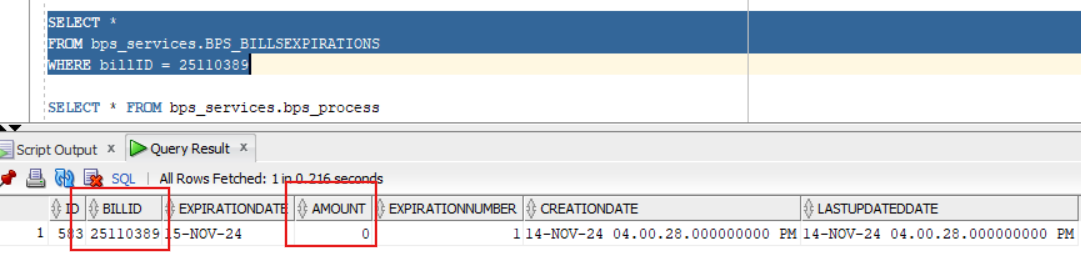 SELECT *
FROM bps_services.BPS_BILLSEXPIRATIONS
WHERE billID = 25110389
SELECT * FROM bps_services.bps_process
Script Output x Query Result x
SQL | All Rows Fetched: 1 in 0.216 seconds
ID BILLID EXPIRATIONDATE AMOUNT EXPIRATIONNUMBER CREATIONDATE LASTUPDATEDDATE
1 583 25110389 15-NOV-24 0 1 14-NOV-24 04.00.28.000000000 PM 14-NOV-24 04.00.28.000000000 PM